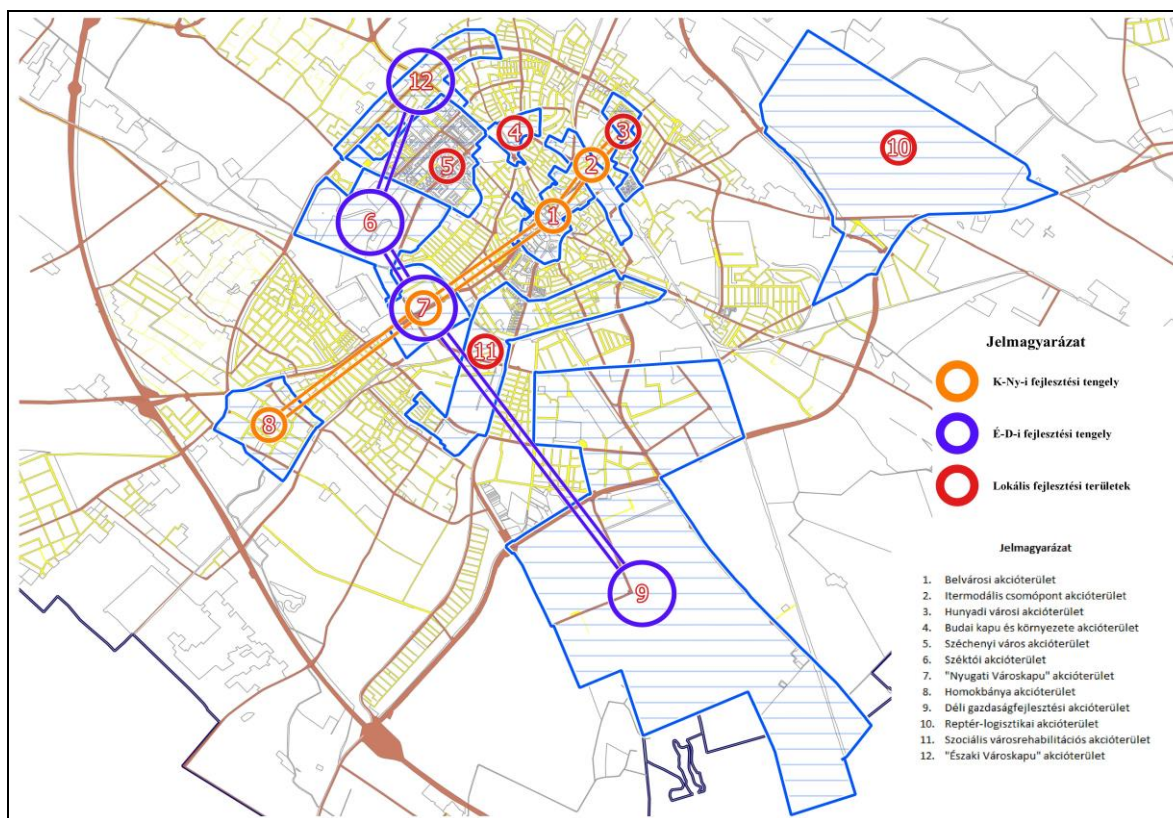 12
4
3
5
2
10
1
6
7
11
8
9
Jelmagyarázat
K-Ny-i fejlesztési tengely
É-D-i fejlesztési tengely
Lokális fejlesztési területek
Jelmagyarázat
1. Belvárosi akcióterület
2. Itermodális csomópont akcióterület
3. Hunyadi városi akcióterület
4. Budai kapu és környezete akcióterület
5. Széchenyi város akcióterület
6. Széktói akcióterület
7. "Nyugati Városkapu" akcióterület
8. Homokbánya akcióterület
9. Déli gazdaságfejlesztési akcióterület
10. Reptér-logisztikai akcióterület
11. Szociális városrehabilitációs akcióterület
12. "Északi Városkapu" akcióterület